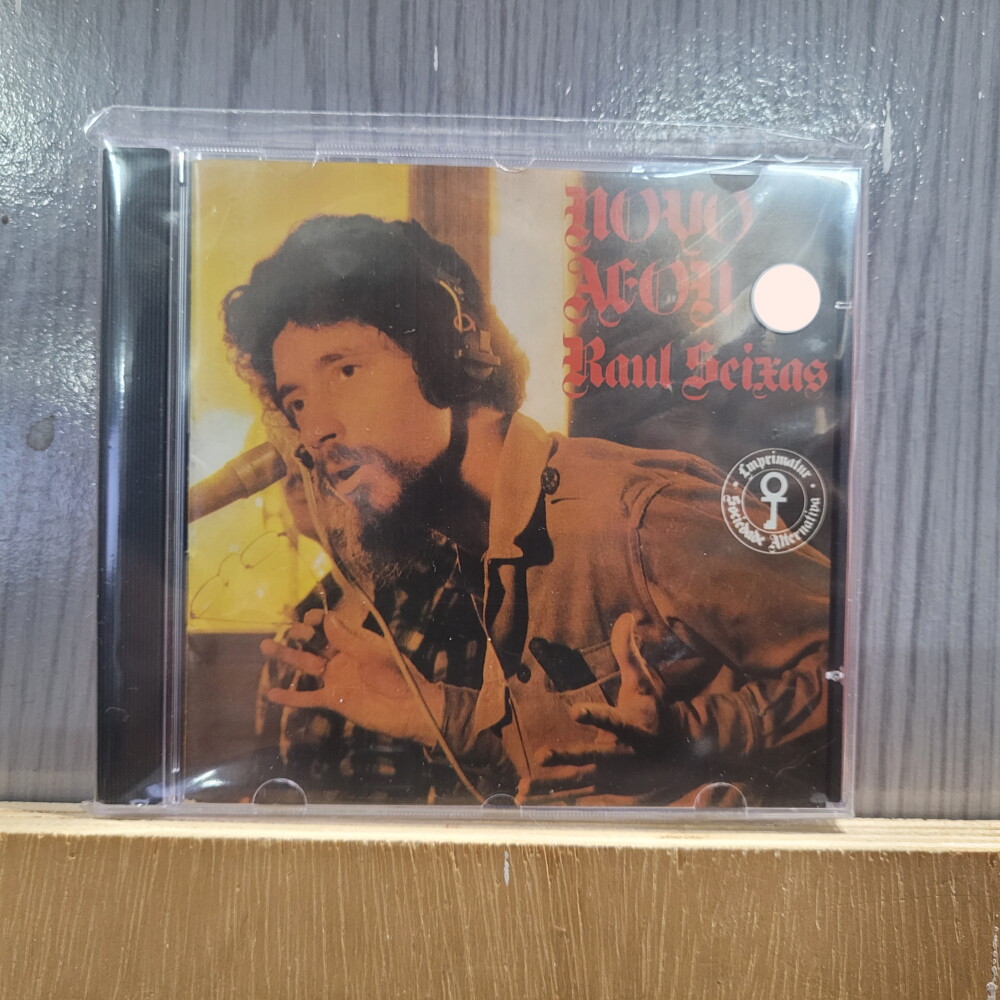 NOVO
AEON
Raul Seixas
Imprimatur
Sociedade Alternativa